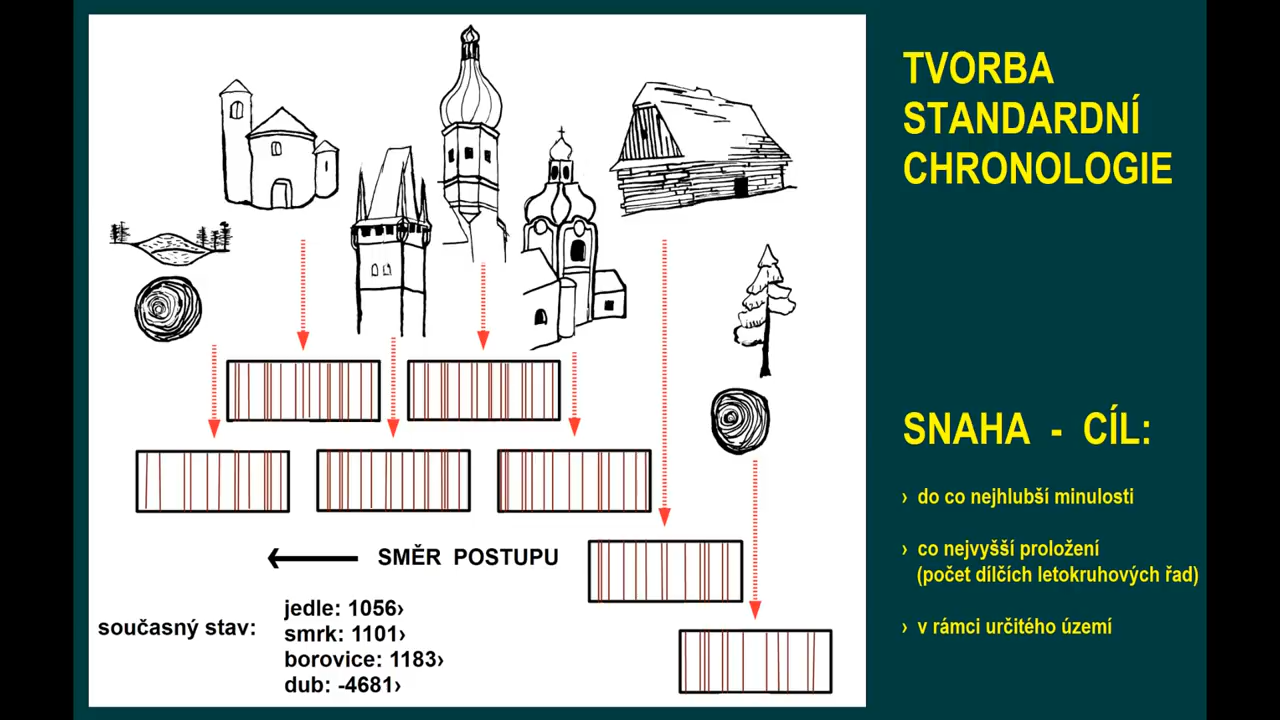 TVORBA
STANDARDNÍ
CHRONOLOGIE
SNAHA - CÍL:
› do co nejhlubší minulosti
› co nejvyšší proložení
(počet dílčích letokruhových řad)
› v rámci určitého území
SMĚR POSTUPU
současný stav:
jedle: 1056›
smrk: 1101›
borovice: 1183›
dub: -4681›